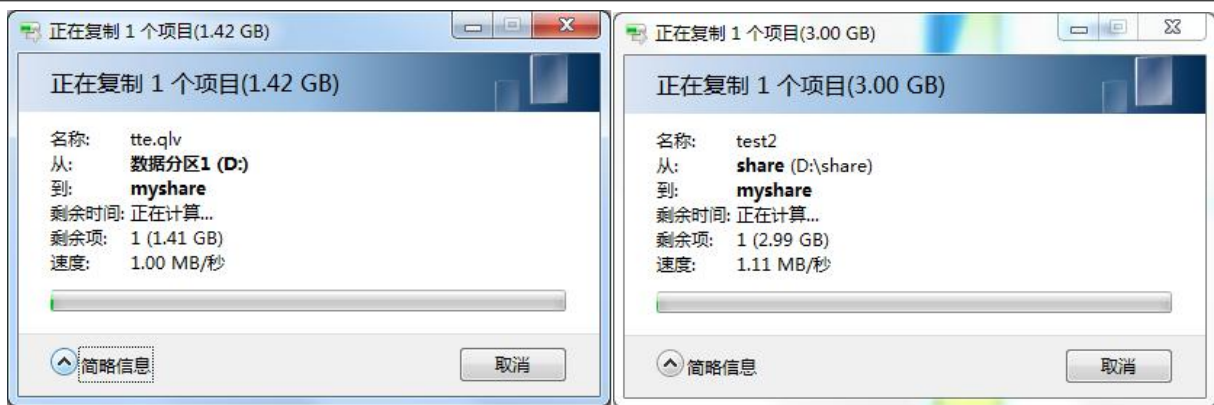 正在复制 1 个项目(1.42 GB)
正在复制 1 个项目(1.42 GB)
名称: tte.qlv
从: 数据分区1 (D:)
到: myshare
剩余时间: 正在计算...
剩余项: 1 (1.41 GB)
速度: 1.00 MB/秒
简略信息
取消
正在复制 1 个项目(3.00 GB)
正在复制 1 个项目(3.00 GB)
名称: test2
从: share (D:\share)
到: myshare
剩余时间: 正在计算...
剩余项: 1 (2.99 GB)
速度: 1.11 MB/秒
简略信息
取消